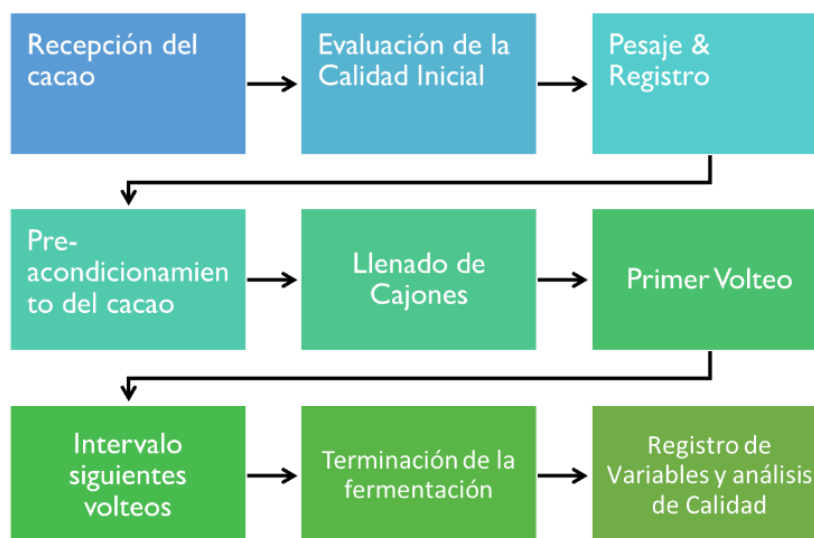 Recepción del
cacao
Evaluación de la
Calidad Inicial
Pesaje &
Registro
Pre-
acondicionamien
to del cacao
Llenado de
Cajones
Primer Volteo
Intervalo
siguientes
volteos
Terminación de la
fermentación
Registro de
Variables y análisis
de Calidad